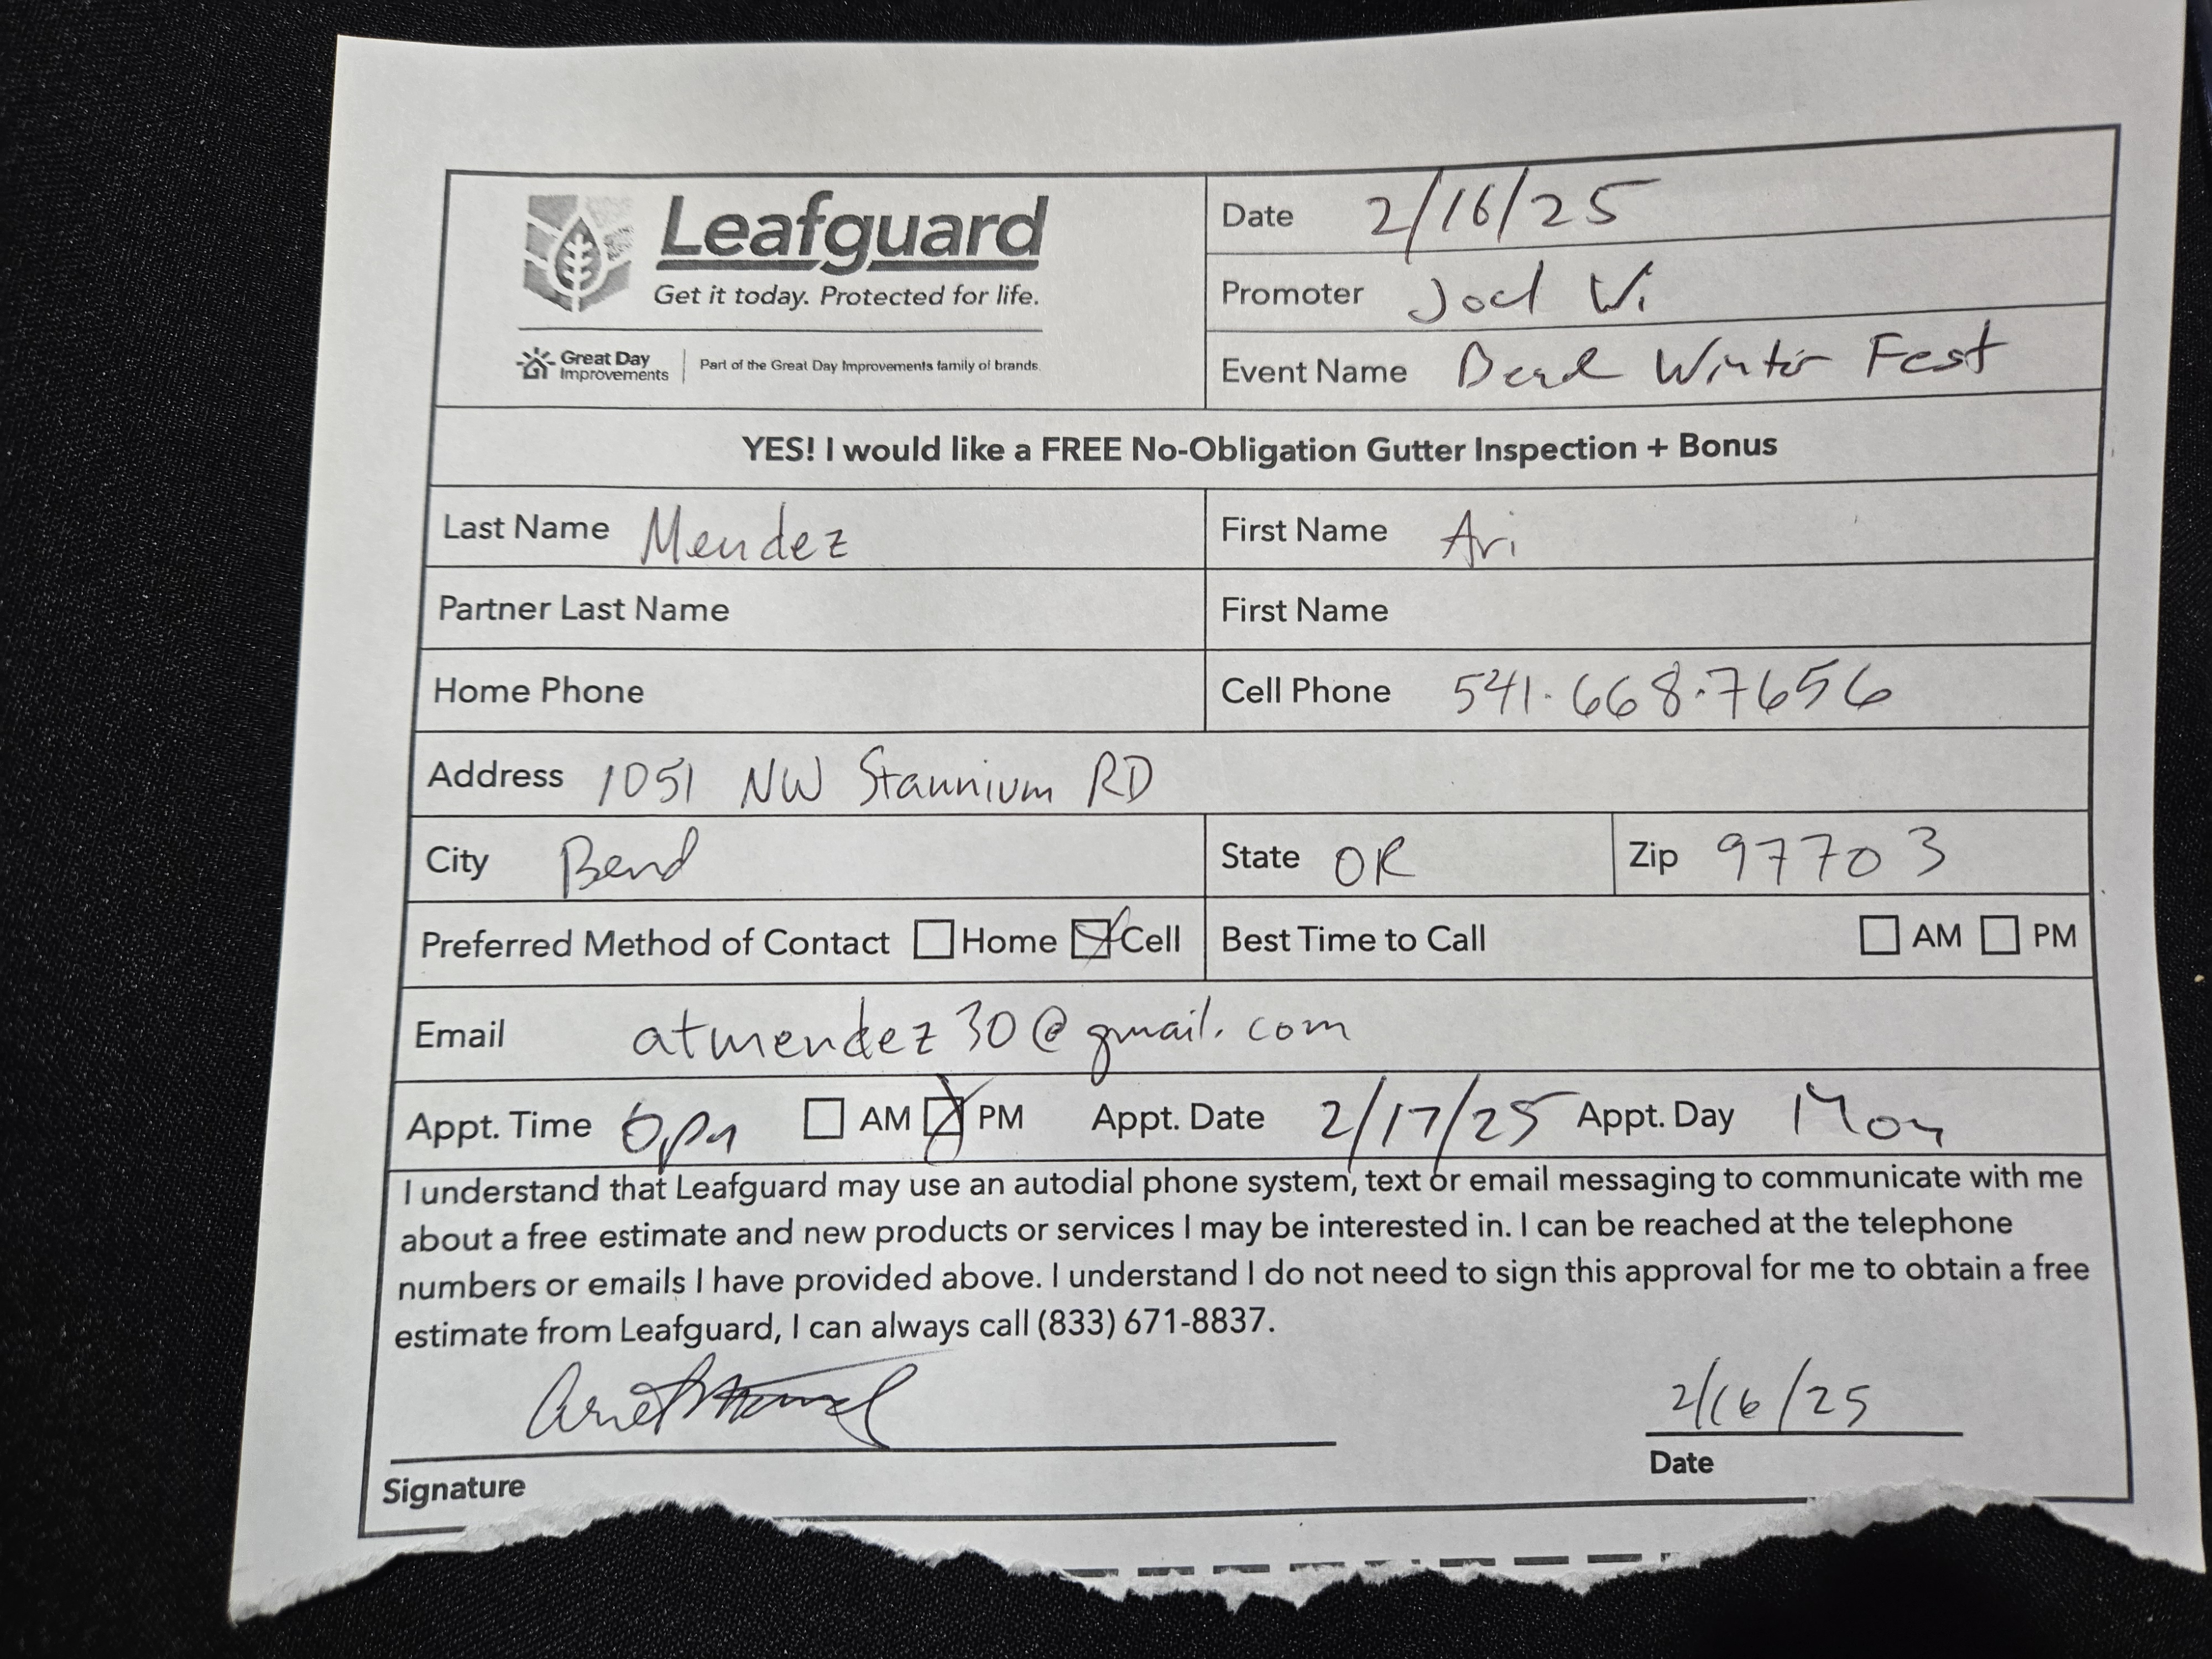 Leafguard
Get it today. Protected for life.
Great Day Improvements | Part of the Great Day Improvements family of brands.
Date 2/16/25
Promoter Joel W.
Event Name Bend Winter Fest
YES! I would like a FREE No-Obligation Gutter Inspection + Bonus
Last Name Mendez First Name Ari
Partner Last Name First Name
Home Phone Cell Phone 541.668.7656
Address 1051 NW Stannium RD
City Bend State OR Zip 97703
Preferred Method of Contact Home Cell Best Time to Call AM PM
Email atmendez30@gmail.com
Appt. Time 6pm AM PM Appt. Date 2/17/25 Appt. Day Mon
I understand that Leafguard may use an autodial phone system, text or email messaging to communicate with me
about a free estimate and new products or services I may be interested in. I can be reached at the telephone
numbers or emails I have provided above. I understand I do not need to sign this approval for me to obtain a free
estimate from Leafguard, I can always call (833) 671-8837.
2/16/25
Signature Date